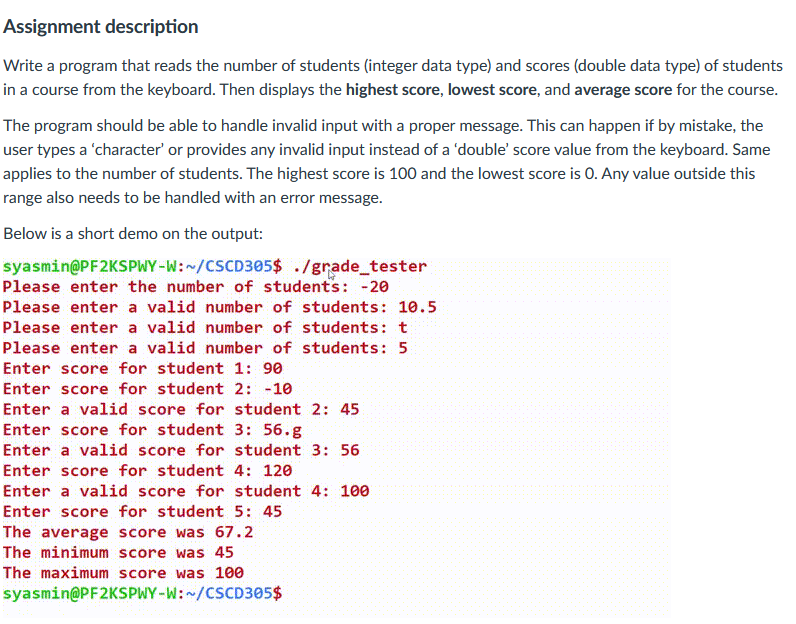 Assignment description
Write a program that reads the number of students (integer data type) and scores (double data type) of students
in a course from the keyboard. Then displays the highest score, lowest score, and average score for the course.
The program should be able to handle invalid input with a proper message. This can happen if by mistake, the
user types a ‘character’ or provides any invalid input instead of a ‘double’ score value from the keyboard. Same
applies to the number of students. The highest score is 100 and the lowest score is 0. Any value outside this
range also needs to be handled with an error message.
Below is a short demo on the output:
syasmin@PF2KSPWY-W:~/CSCD305$ ./grade_tester
Please enter the number of students: -20
Please enter a valid number of students: 10.5
Please enter a valid number of students: t
Please enter a valid number of students: 5
Enter score for student 1: 90
Enter score for student 2: -10
Enter a valid score for student 2: 45
Enter score for student 3: 56.g
Enter a valid score for student 3: 56
Enter score for student 4: 120
Enter a valid score for student 4: 100
Enter score for student 5: 45
The average score was 67.2
The minimum score was 45
The maximum score was 100
syasmin@PF2KSPWY-W:~/CSCD305$